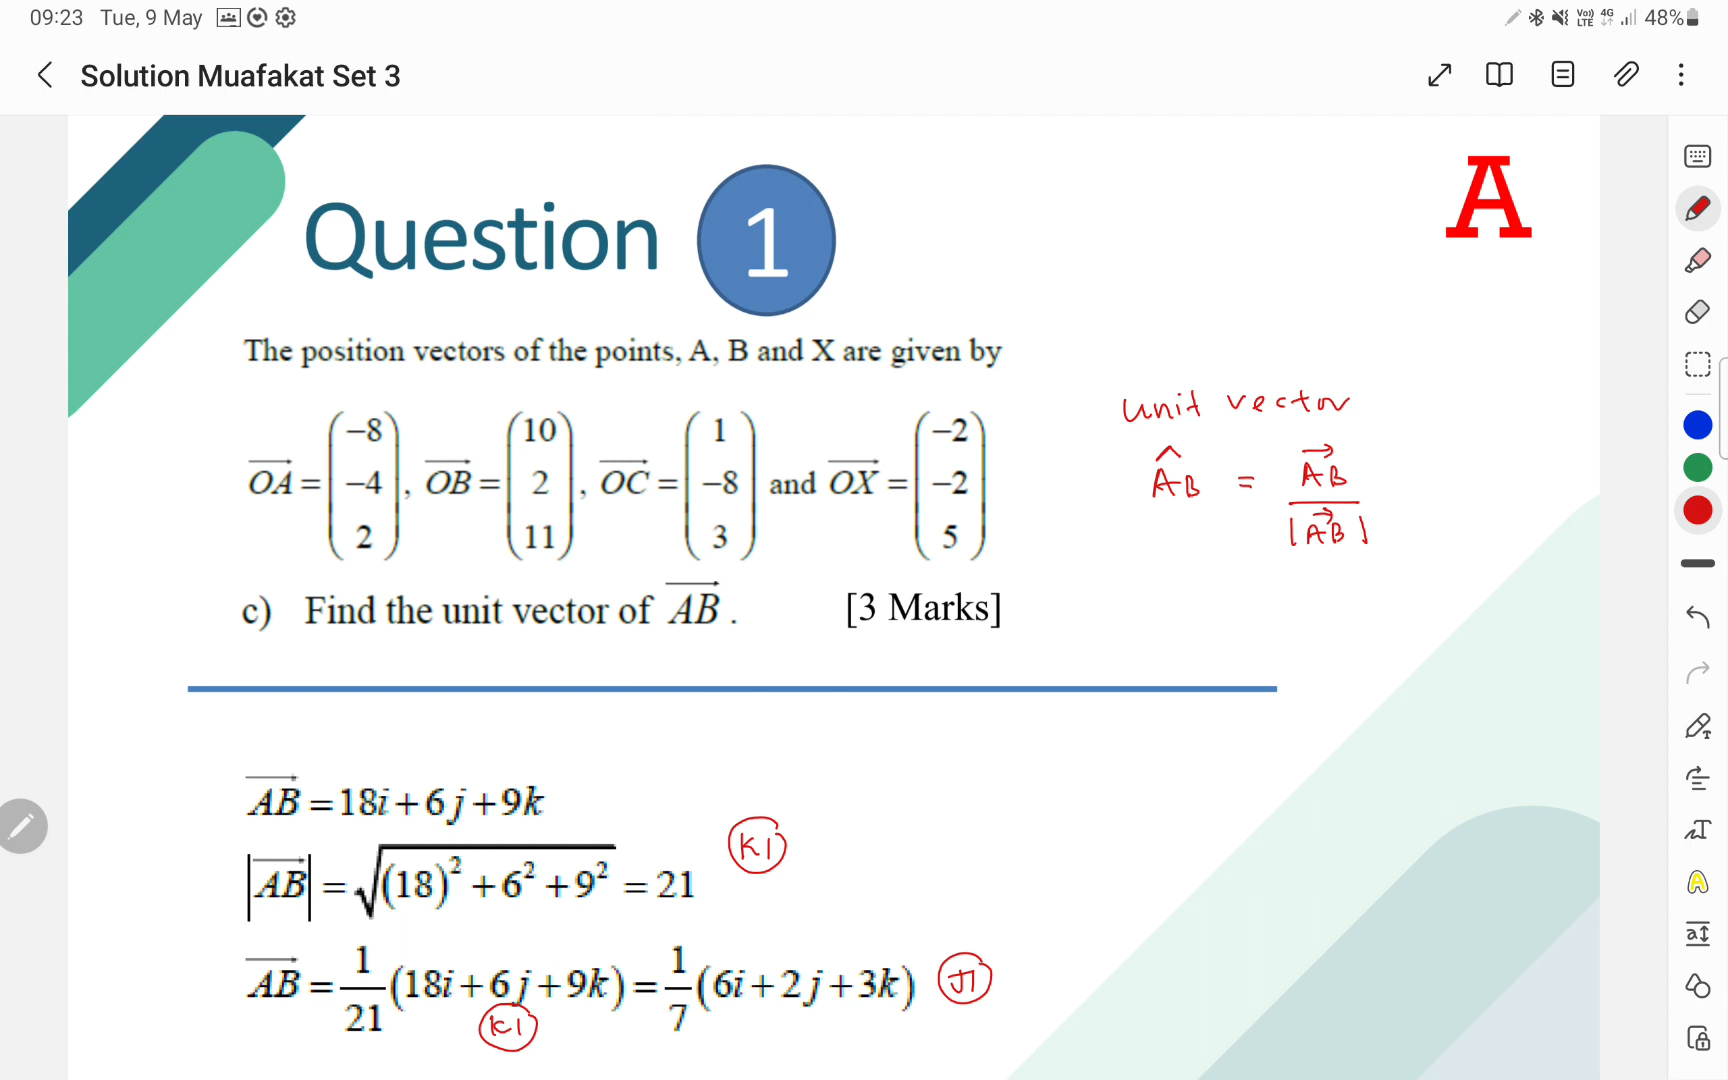 09:23 Tue, 9 May
Vo)) LTE 4G 48%
Solution Muafakat Set 3
A
Question 1
The position vectors of the points, A, B and X are given by
OA = (−8 −4 2), OB = (10 2 11), OC = (1 −8 3) and OX = (−2 −2 5)
unit vector
AB = AB / |AB|
c) Find the unit vector of AB. [3 Marks]
AB = 18i + 6j + 9k
|AB| = √((18)² + 6² + 9²) = 21 K1
AB = 1/21 (18i + 6j + 9k) = 1/7 (6i + 2j + 3k) J1
K1